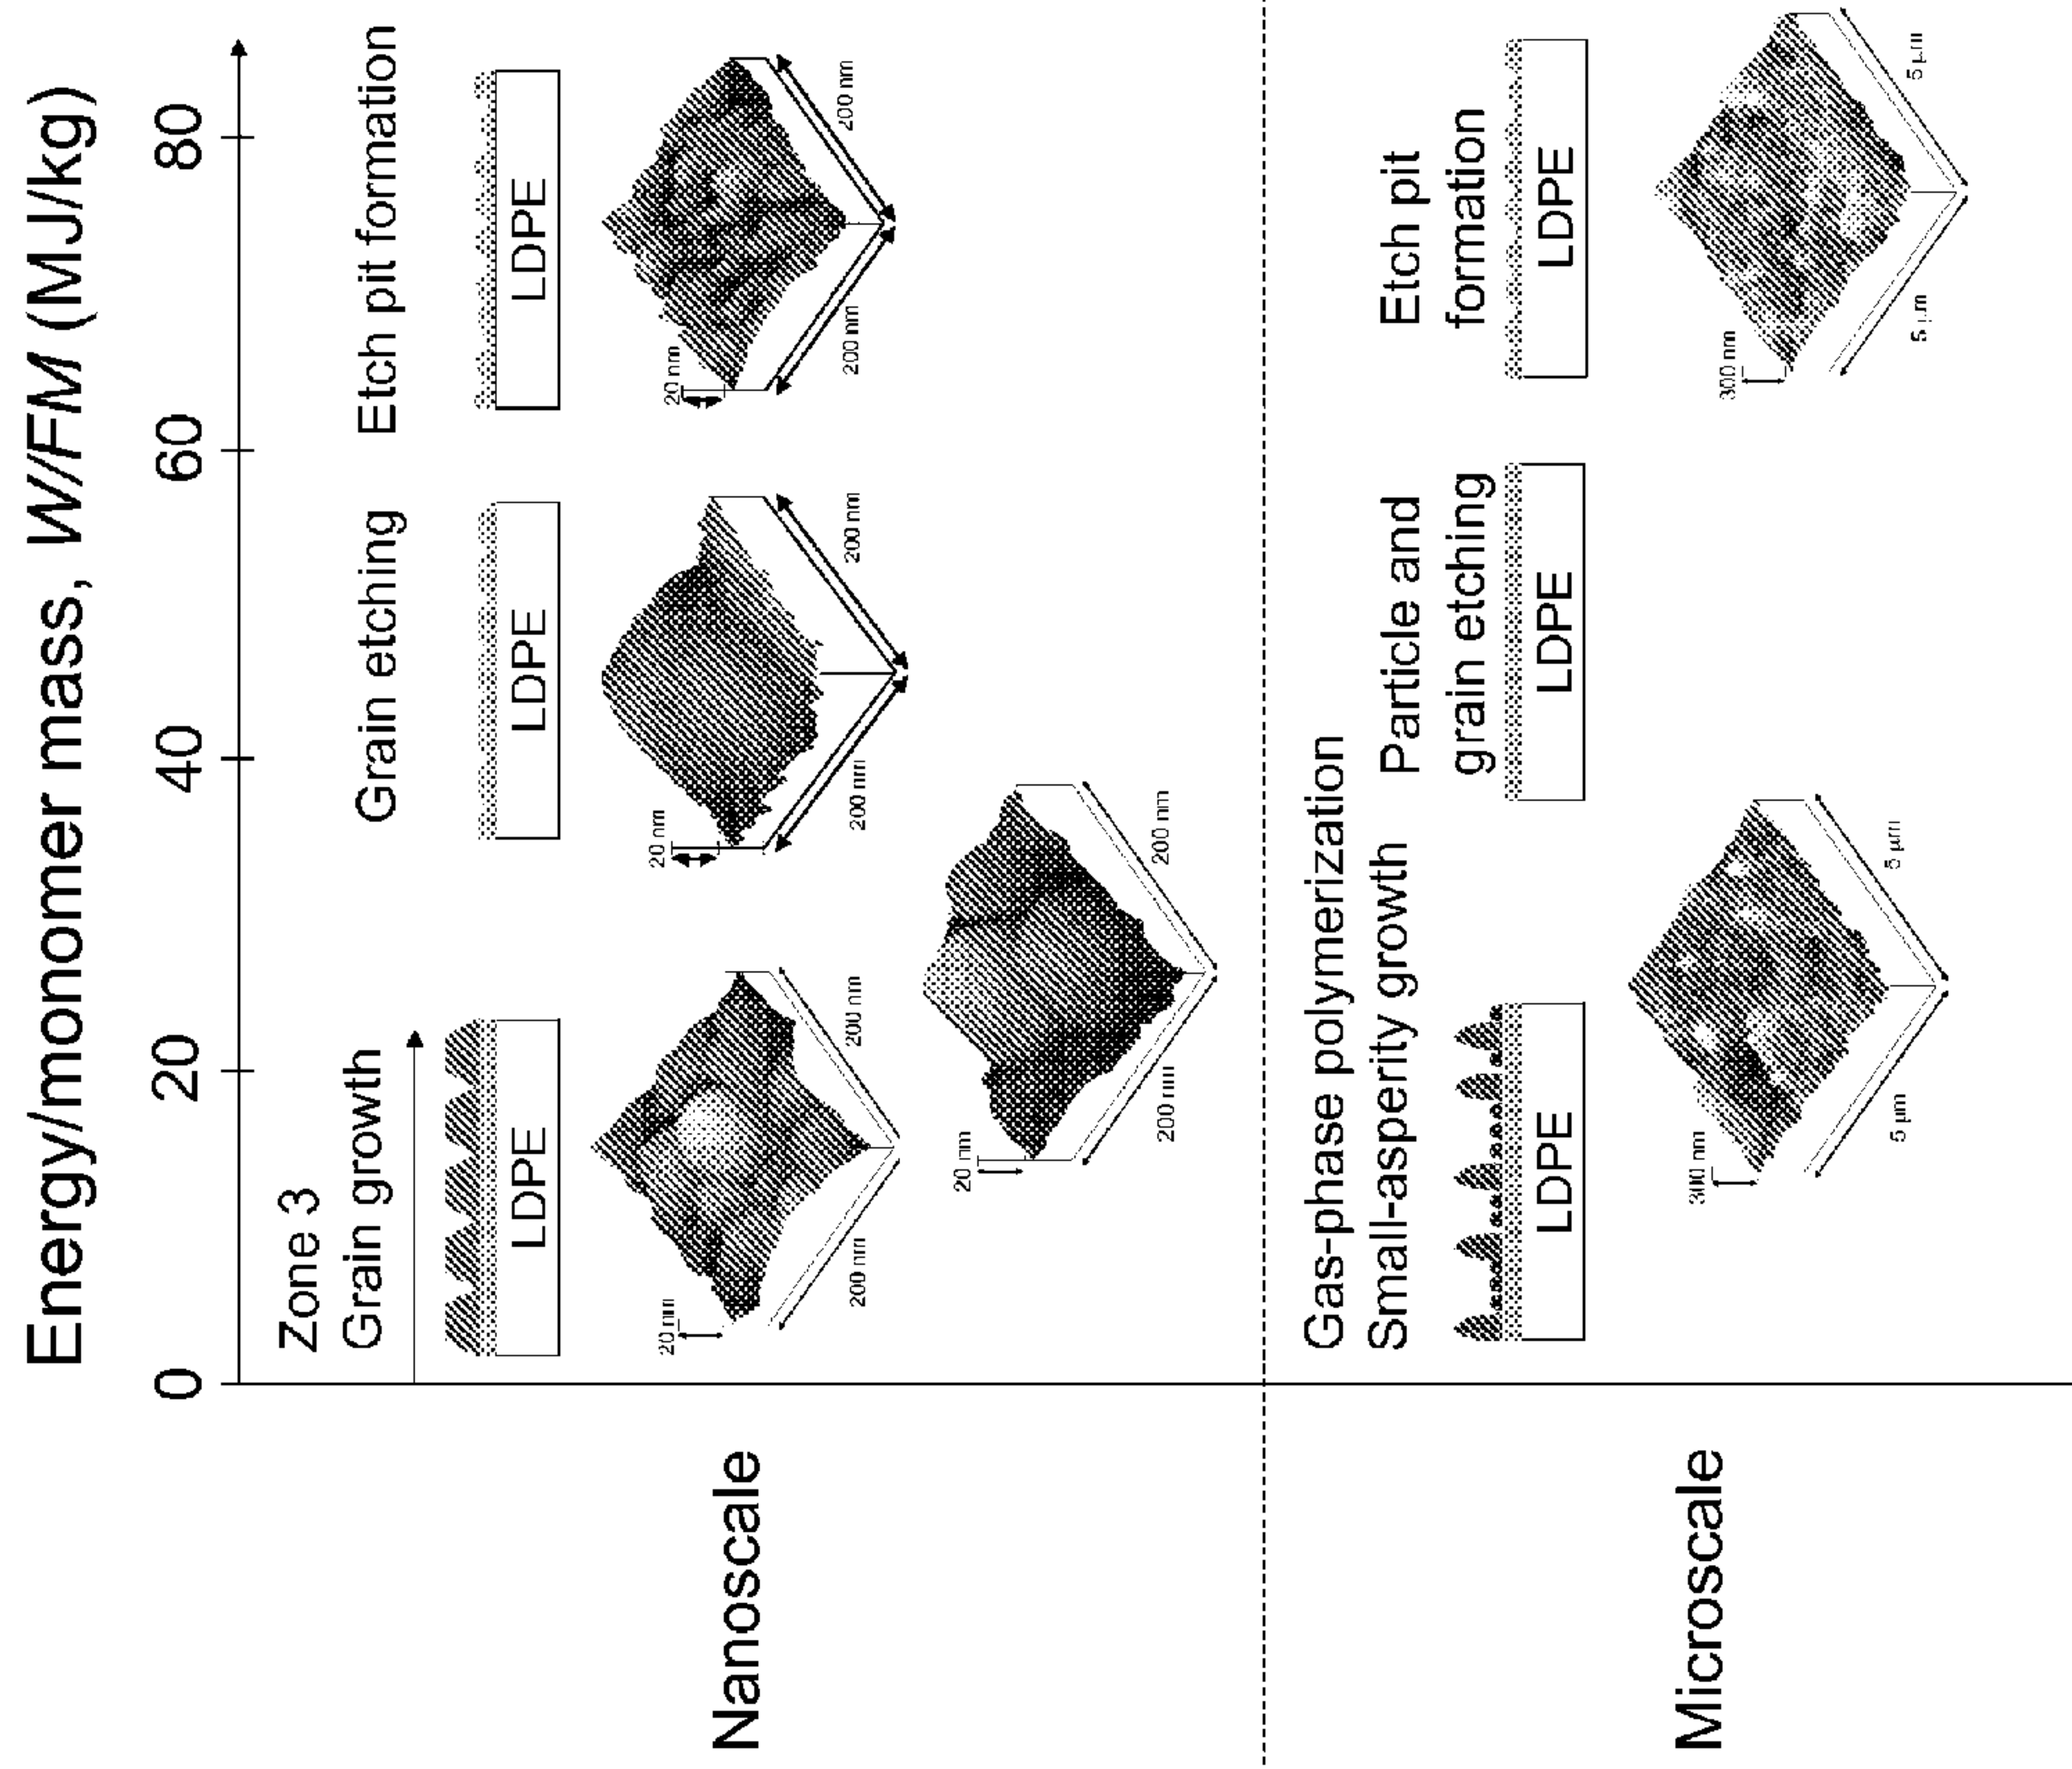 Energy/monomer mass, W/FM (MJ/kg)
0 20 40 60 80
Nanoscale
Zone 3
Grain growth
LDPE
20 nm
200 nm
200 nm
20 nm
200 nm
200 nm
Grain etching
LDPE
20 nm
200 nm
200 nm
Etch pit formation
LDPE
20 nm
200 nm
200 nm
Microscale
Gas-phase polymerization
Small-asperity growth
LDPE
300 nm
5 µm
5 µm
Particle and
grain etching
LDPE
Etch pit
formation
LDPE
300 nm
5 µm
5 µm